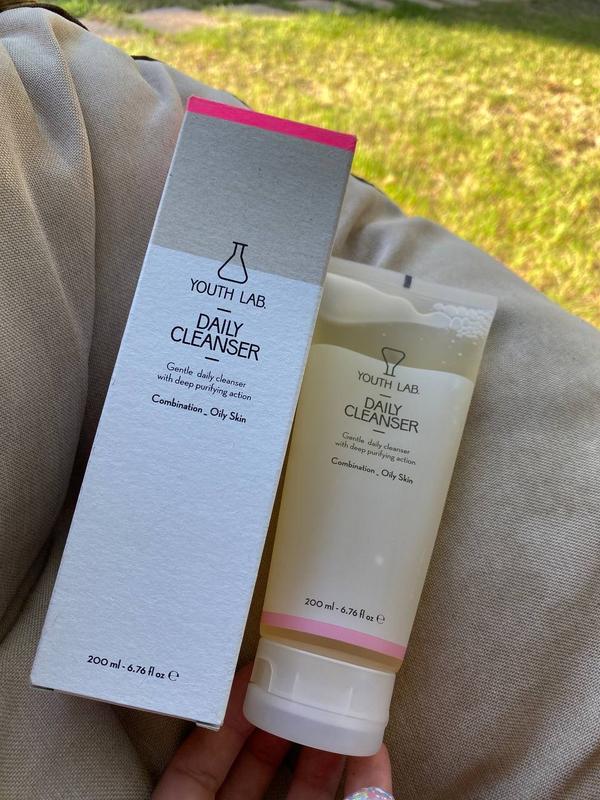 YOUTH LAB.
DAILY
CLEANSER
Gentle daily cleanser
with deep purifying action
Combination _ Oily Skin
200 ml - 6.76 fl oz ℮
YOUTH LAB.
DAILY
CLEANSER
Gentle daily cleanser
with deep purifying action
Combination _ Oily Skin
200 ml - 6.76 fl oz ℮